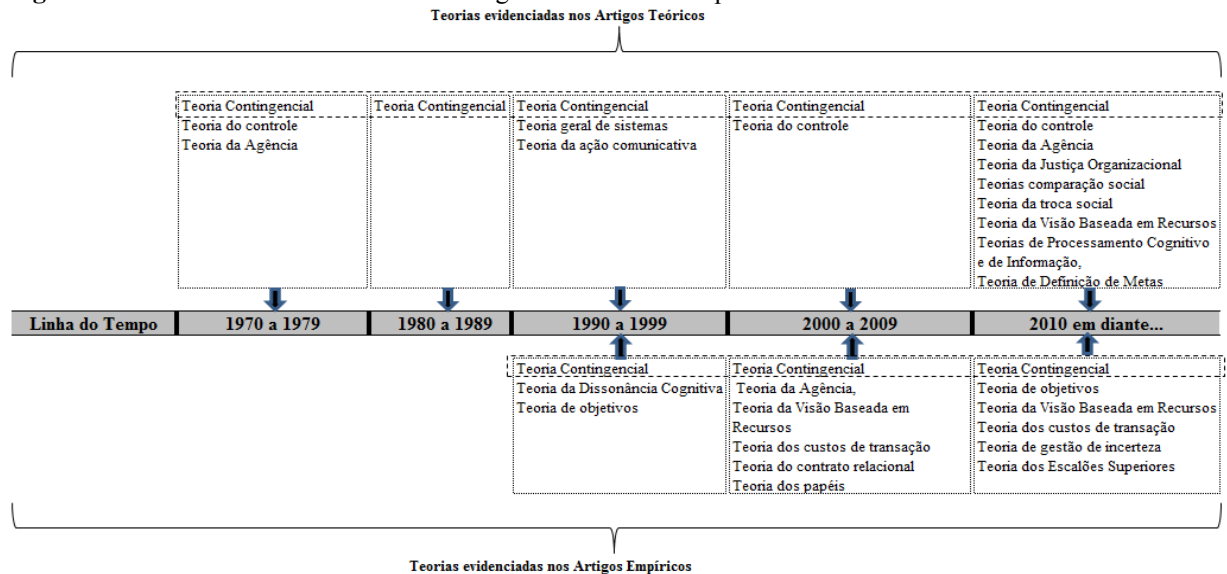 Teorias evidenciadas nos Artigos Teóricos
Teoria Contingencial
Teoria do controle
Teoria da Agência
Teoria Contingencial
Teoria Contingencial
Teoria geral de sistemas
Teoria da ação comunicativa
Teoria Contingencial
Teoria do controle
Teoria Contingencial
Teoria do controle
Teoria da Agência
Teoria da Justiça Organizacional
Teorias comparação social
Teoria da troca social
Teoria da Visão Baseada em Recursos
Teorias de Processamento Cognitivo
e de Informação,
Teoria de Definição de Metas
Linha do Tempo
1970 a 1979
1980 a 1989
1990 a 1999
2000 a 2009
2010 em diante...
Teoria Contingencial
Teoria da Dissonância Cognitiva
Teoria de objetivos
Teoria Contingencial
Teoria da Agência,
Teoria da Visão Baseada em
Recursos
Teoria dos custos de transação
Teoria do contrato relacional
Teoria dos papéis
Teoria Contingencial
Teoria de objetivos
Teoria da Visão Baseada em Recursos
Teoria dos custos de transação
Teoria de gestão de incerteza
Teoria dos Escalões Superiores
Teorias evidenciadas nos Artigos Empíricos